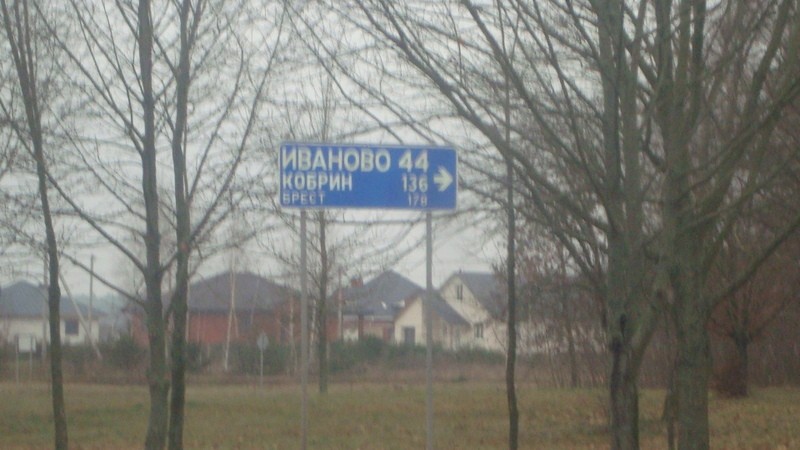 ИВАНОВО 44
КОБРИН 136
БРЕСТ 178